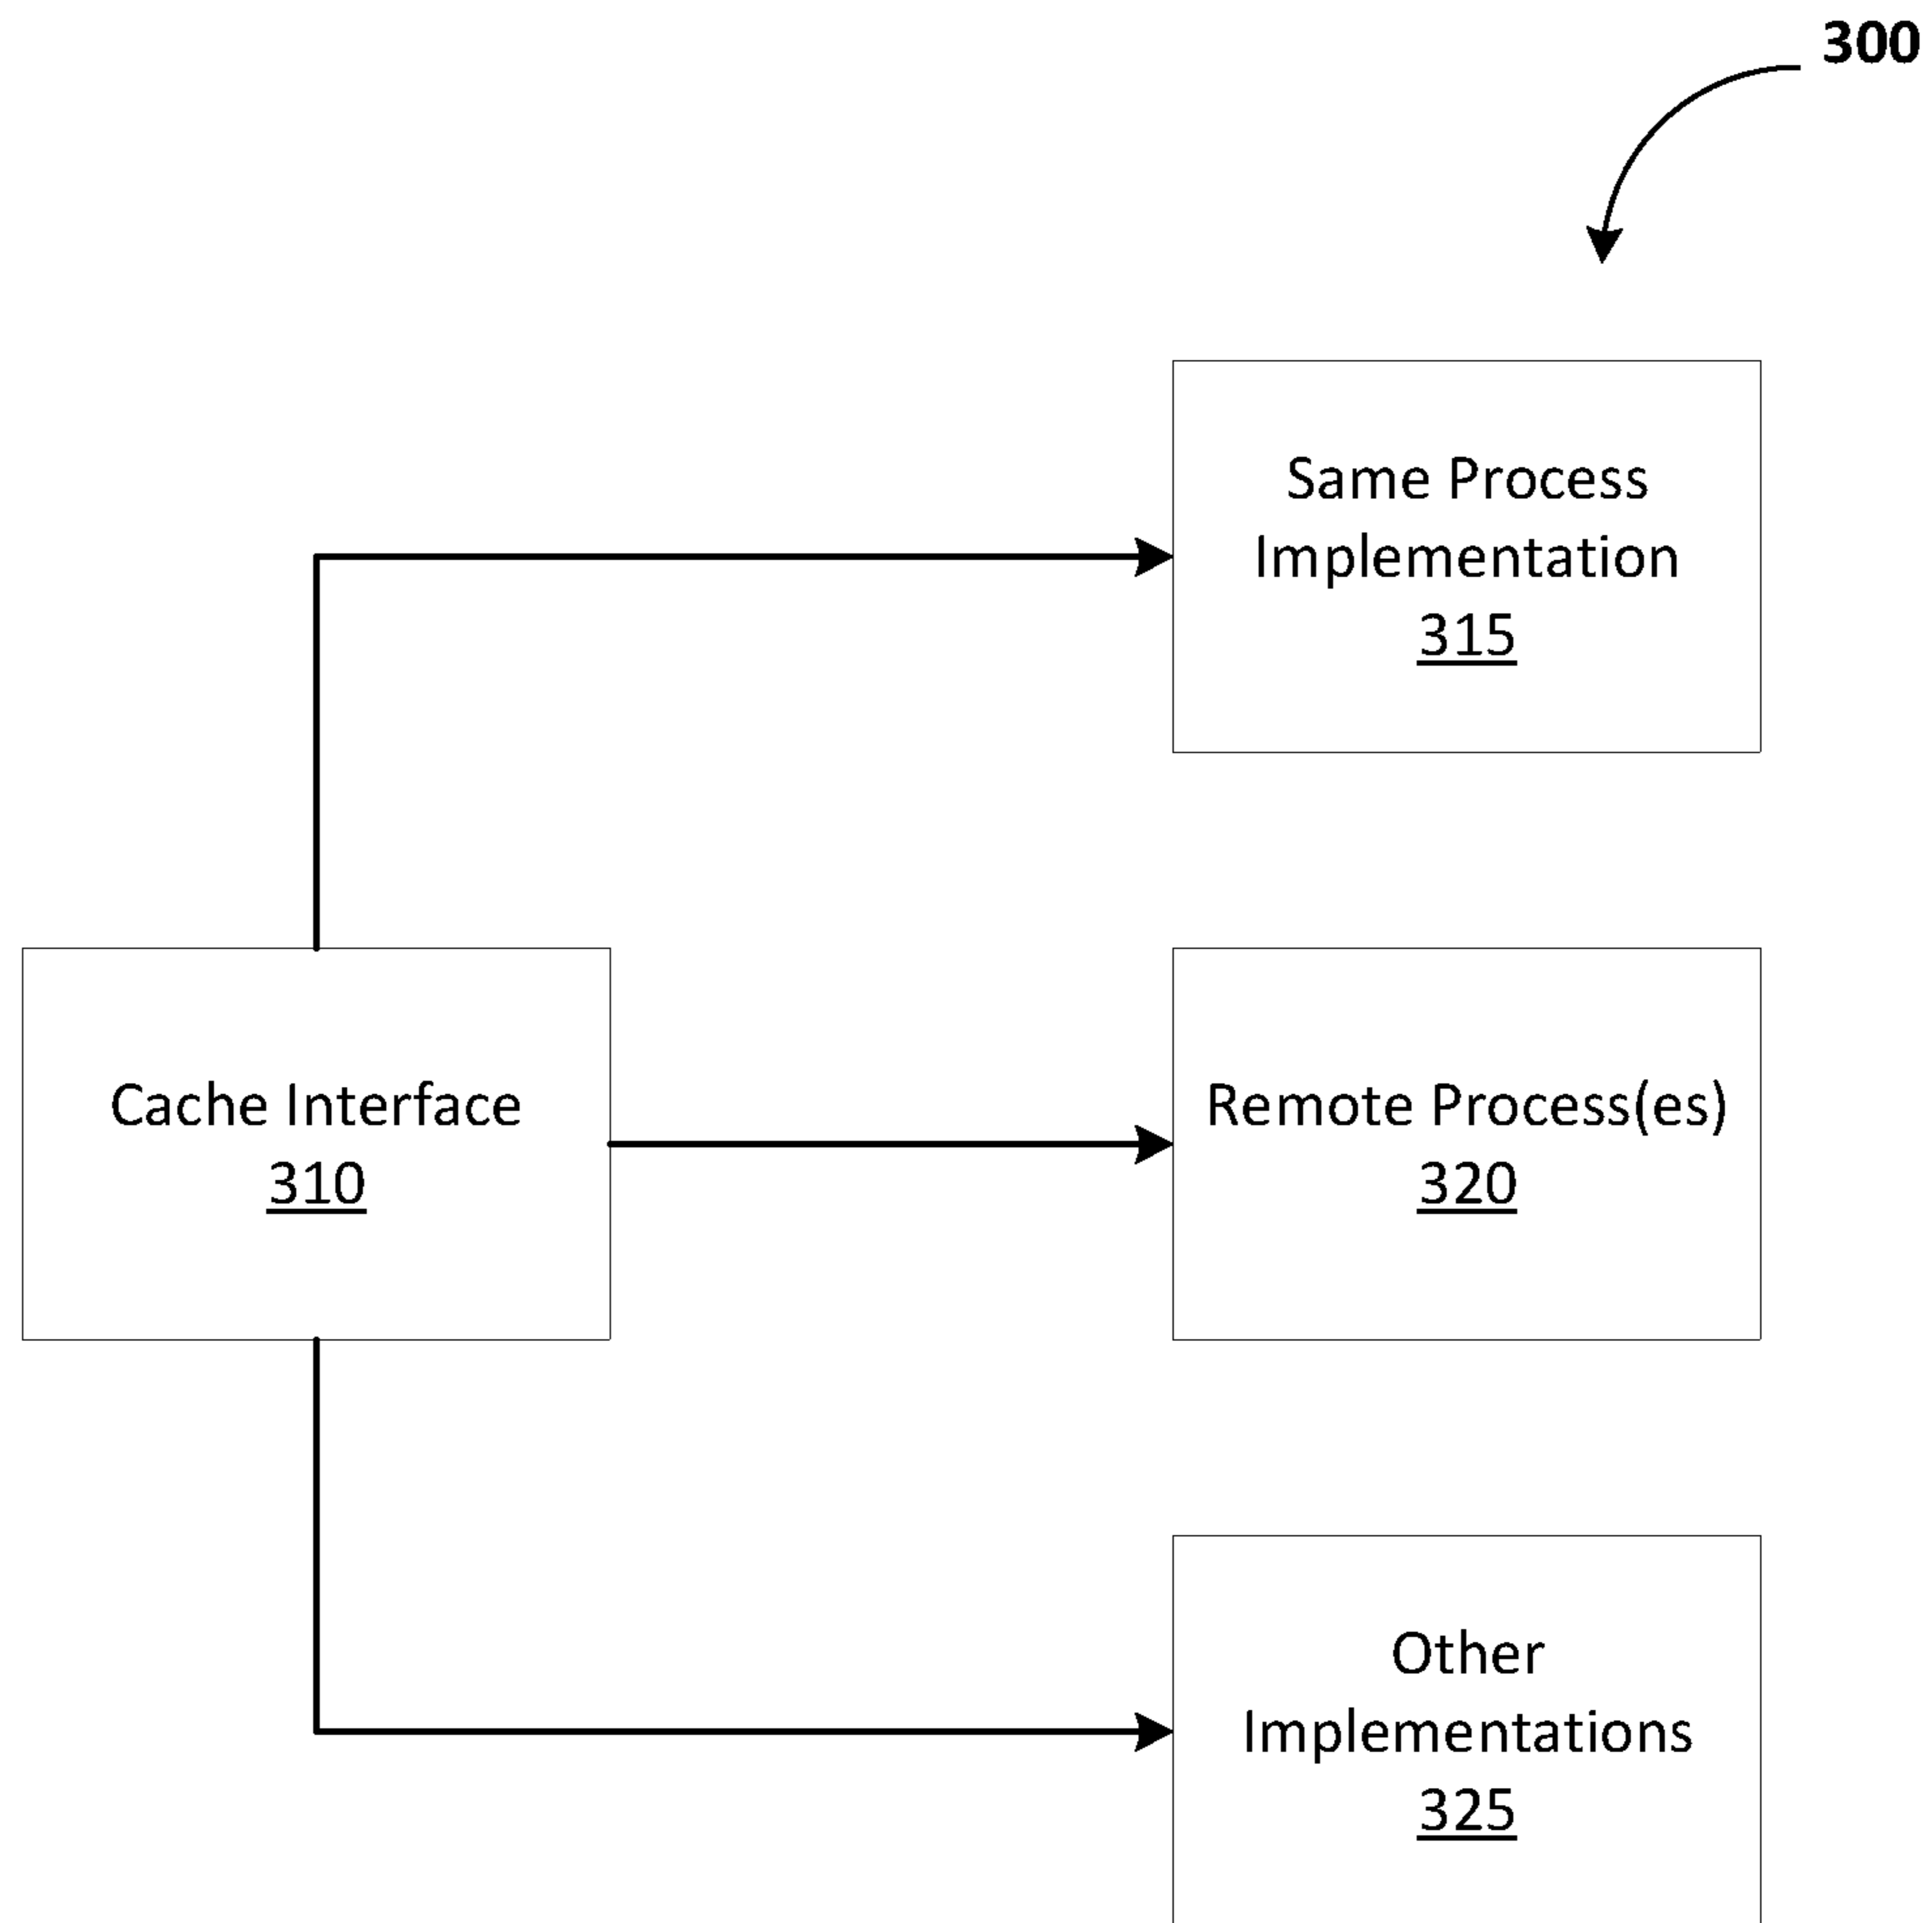 300
Same Process
Implementation
315
Cache Interface
310
Remote Process(es)
320
Other
Implementations
325